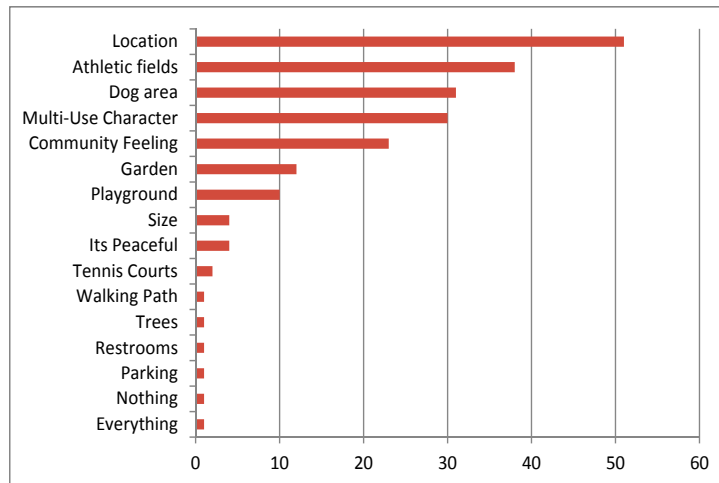 Location
Athletic fields
Dog area
Multi-Use Character
Community Feeling
Garden
Playground
Size
Its Peaceful
Tennis Courts
Walking Path
Trees
Restrooms
Parking
Nothing
Everything
0 10 20 30 40 50 60